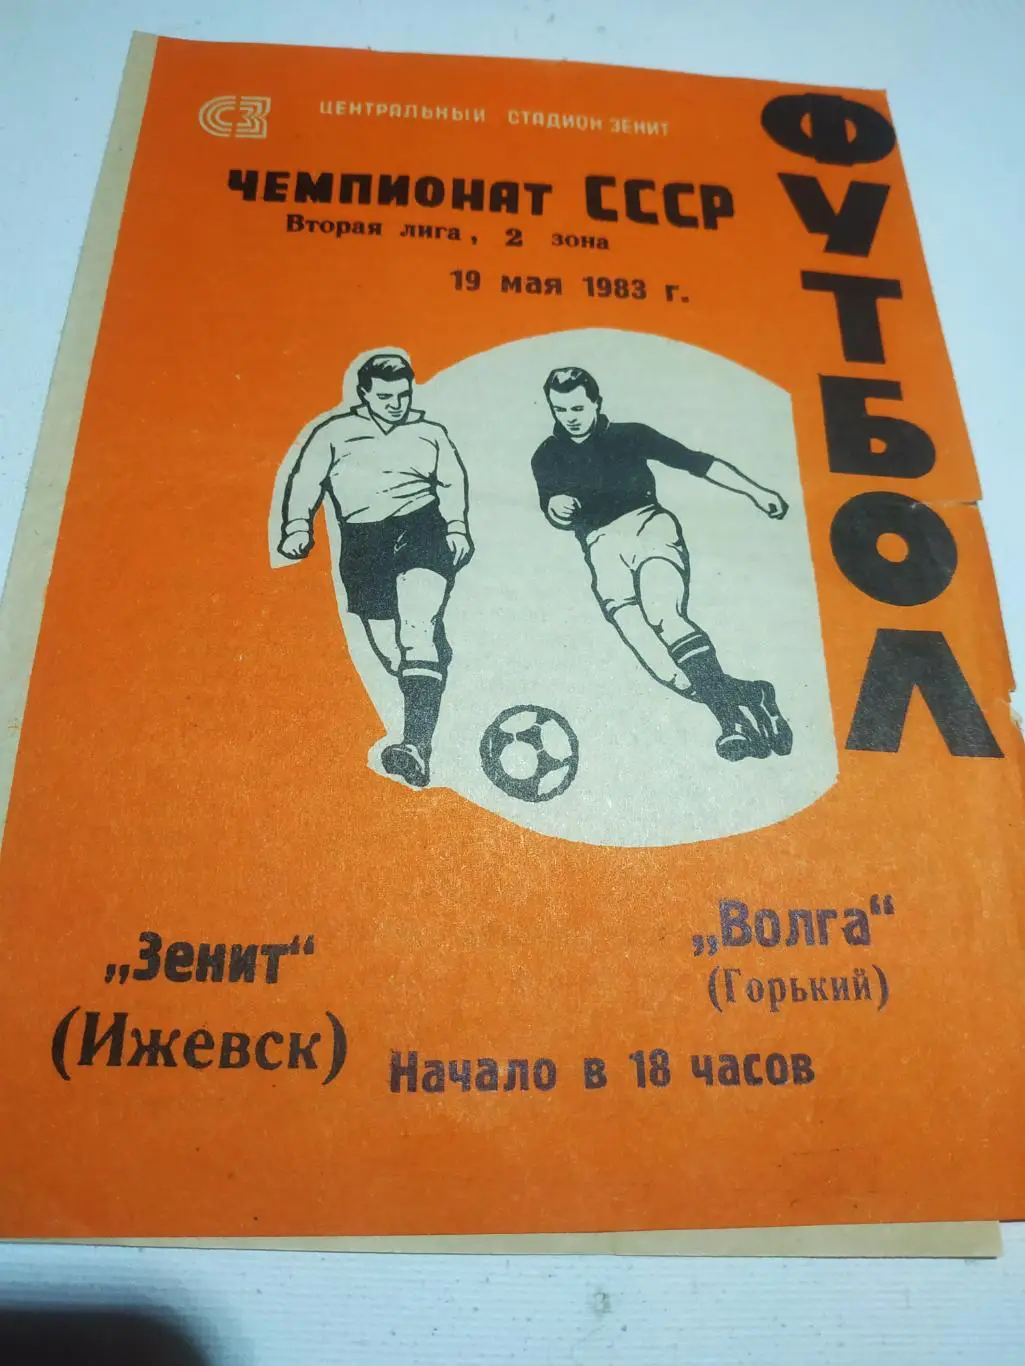 СЗ ЦЕНТРАЛЬНЫЙ СТАДИОН ЗЕНИТ
ЧЕМПИОНАТ СССР
Вторая лига, 2 зона
19 мая 1983 г.
ФУТБОЛ
„Зенит“
(Ижевск)
„Волга“
(Горький)
Начало в 18 часов